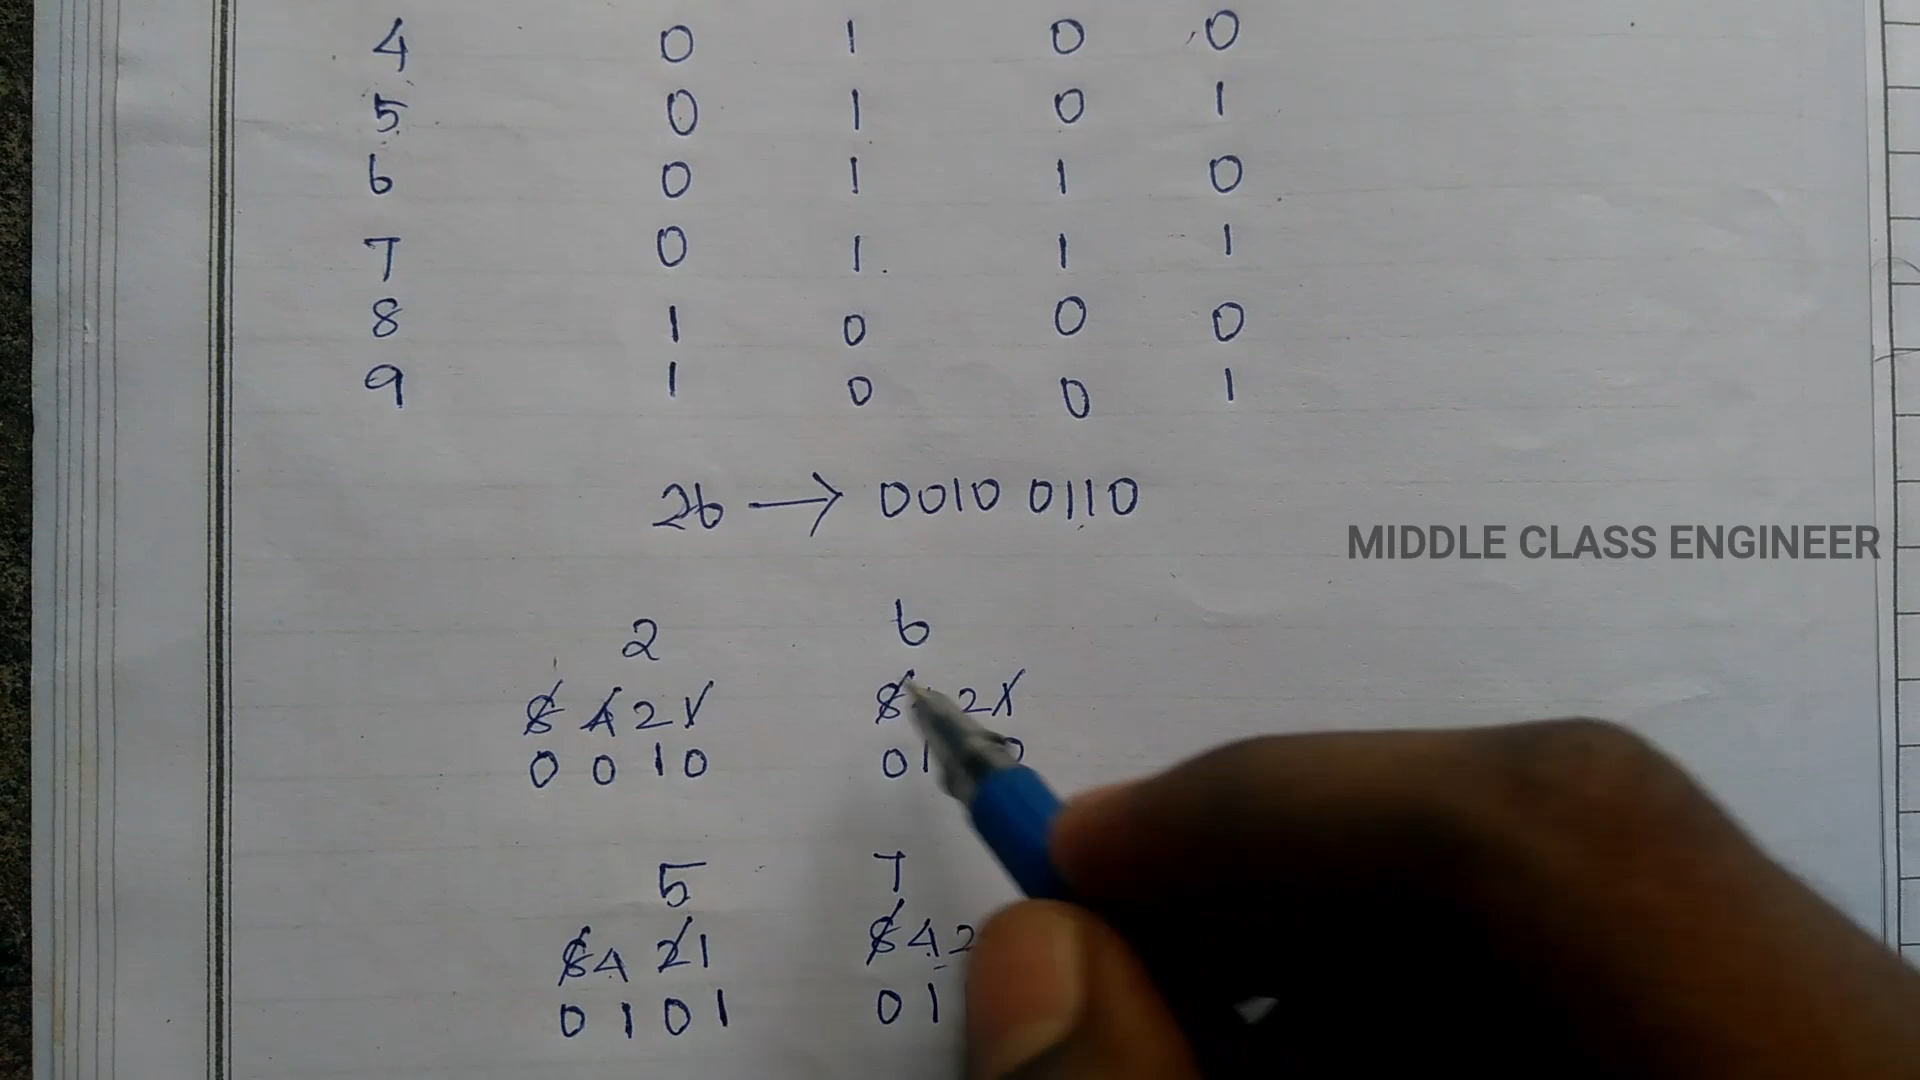 4 0 1 0 0
5 0 1 0 1
6 0 1 1 0
7 0 1 1 1
8 1 0 0 0
9 1 0 0 1
26 → 0010 0110
MIDDLE CLASS ENGINEER
2 6
8 4 2 1 8 2 1
0 0 1 0 0 1 0
5 7
8 4 2 1 8 4 2
0 1 0 1 0 1